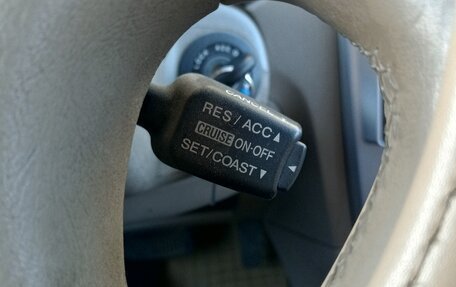 CANCEL
RES/ACC▲
CRUISE ON·OFF
SET/COAST▼